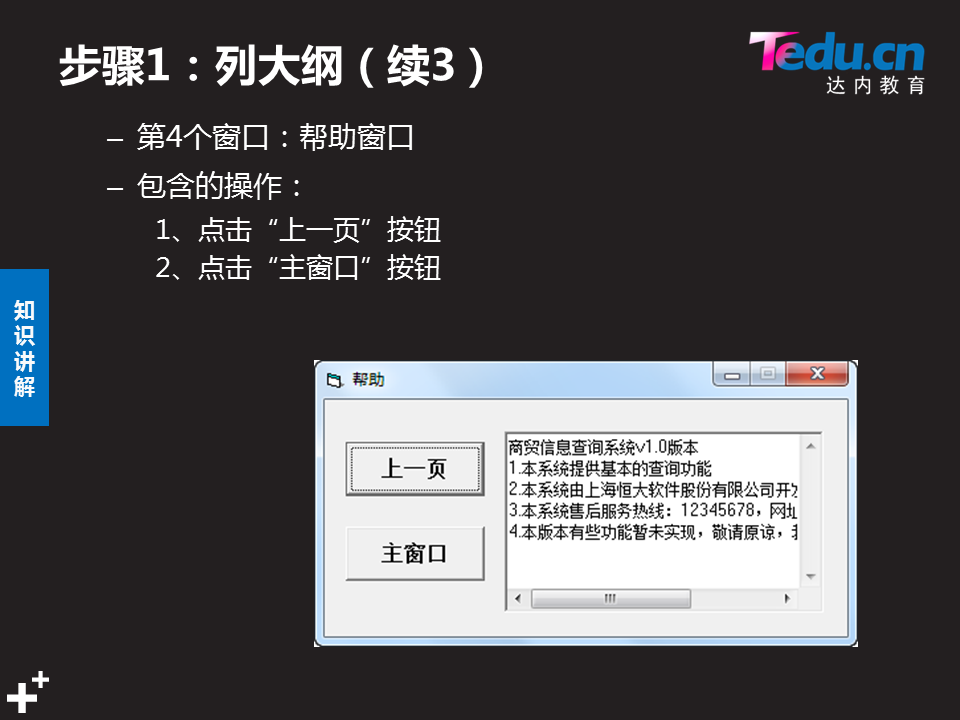 步骤1：列大纲（续3）
Tedu.cn
达内教育
– 第4个窗口：帮助窗口
– 包含的操作：
1、点击“上一页”按钮
2、点击“主窗口”按钮
知识讲解
帮助
上一页
主窗口
商贸信息查询系统v1.0版本
1.本系统提供基本的查询功能
2.本系统由上海恒大软件股份有限公司开
3.本系统售后服务热线：12345678，网址
4.本版本有些功能暂未实现，敬请原谅，